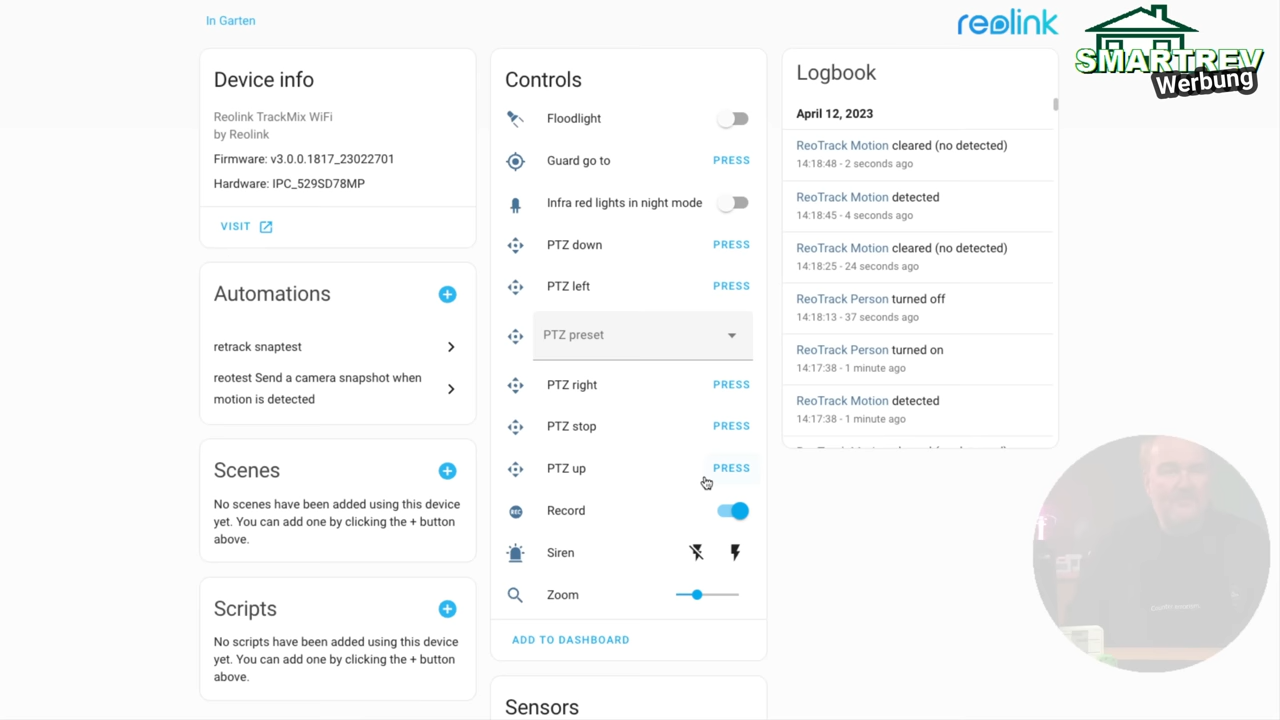 In Garten
reolink
SMARTREV
Werbung
Device info
Reolink TrackMix WiFi
by Reolink
Firmware: v3.0.0.1817_23022701
Hardware: IPC_529SD78MP
VISIT
Automations
retrack snaptest
reotest Send a camera snapshot when
motion is detected
Scenes
No scenes have been added using this device
yet. You can add one by clicking the + button
above.
Scripts
No scripts have been added using this device
yet. You can add one by clicking the + button
above.
Controls
Floodlight
Guard go to PRESS
Infra red lights in night mode
PTZ down PRESS
PTZ left PRESS
PTZ preset
PTZ right PRESS
PTZ stop PRESS
PTZ up PRESS
REC Record
Siren
Zoom
ADD TO DASHBOARD
Sensors
Logbook
April 12, 2023
ReoTrack Motion cleared (no detected)
14:18:48 - 2 seconds ago
ReoTrack Motion detected
14:18:45 - 4 seconds ago
ReoTrack Motion cleared (no detected)
14:18:25 - 24 seconds ago
ReoTrack Person turned off
14:18:13 - 37 seconds ago
ReoTrack Person turned on
14:17:38 - 1 minute ago
ReoTrack Motion detected
14:17:38 - 1 minute ago